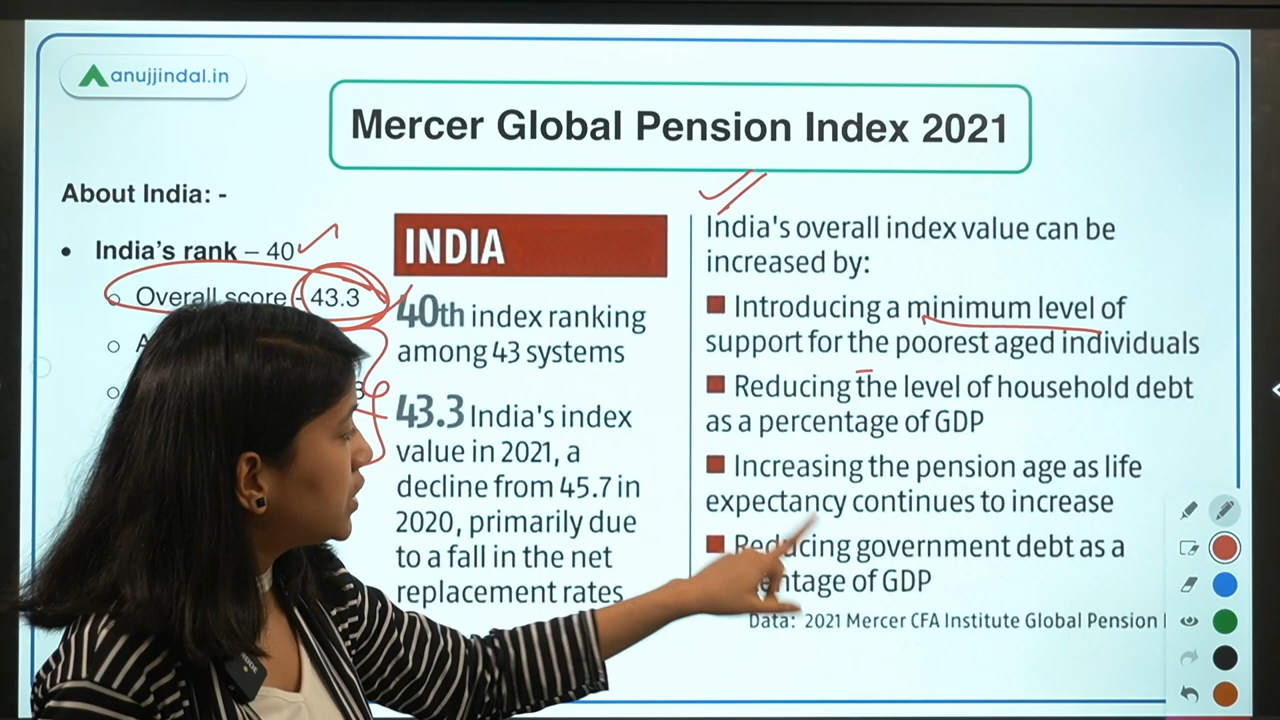 anujjindal.in
Mercer Global Pension Index 2021
About India: -
• India's rank – 40
Overall score - 43.3
INDIA
40th index ranking
among 43 systems
43.3 India's index
value in 2021, a
decline from 45.7 in
2020, primarily due
to a fall in the net
replacement rates
India's overall index value can be
increased by:
Introducing a minimum level of
support for the poorest aged individuals
Reducing the level of household debt
as a percentage of GDP
Increasing the pension age as life
expectancy continues to increase
Reducing government debt as a
of GDP
Data: 2021 Mercer CFA Institute Global Pension